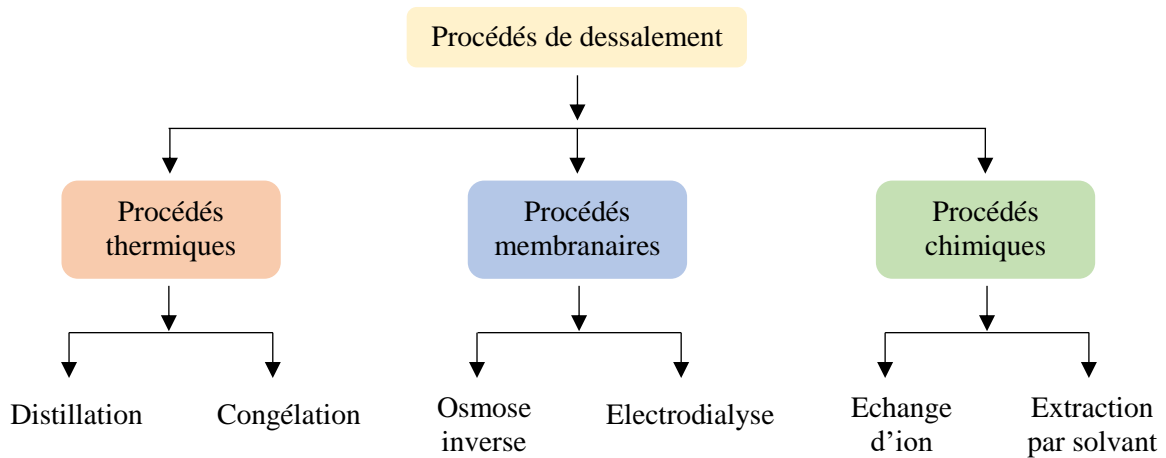 Procédés de dessalement
Procédés
thermiques
Procédés
membranaires
Procédés
chimiques
Distillation
Congélation
Osmose
inverse
Electrodialyse
Echange
d’ion
Extraction
par solvant